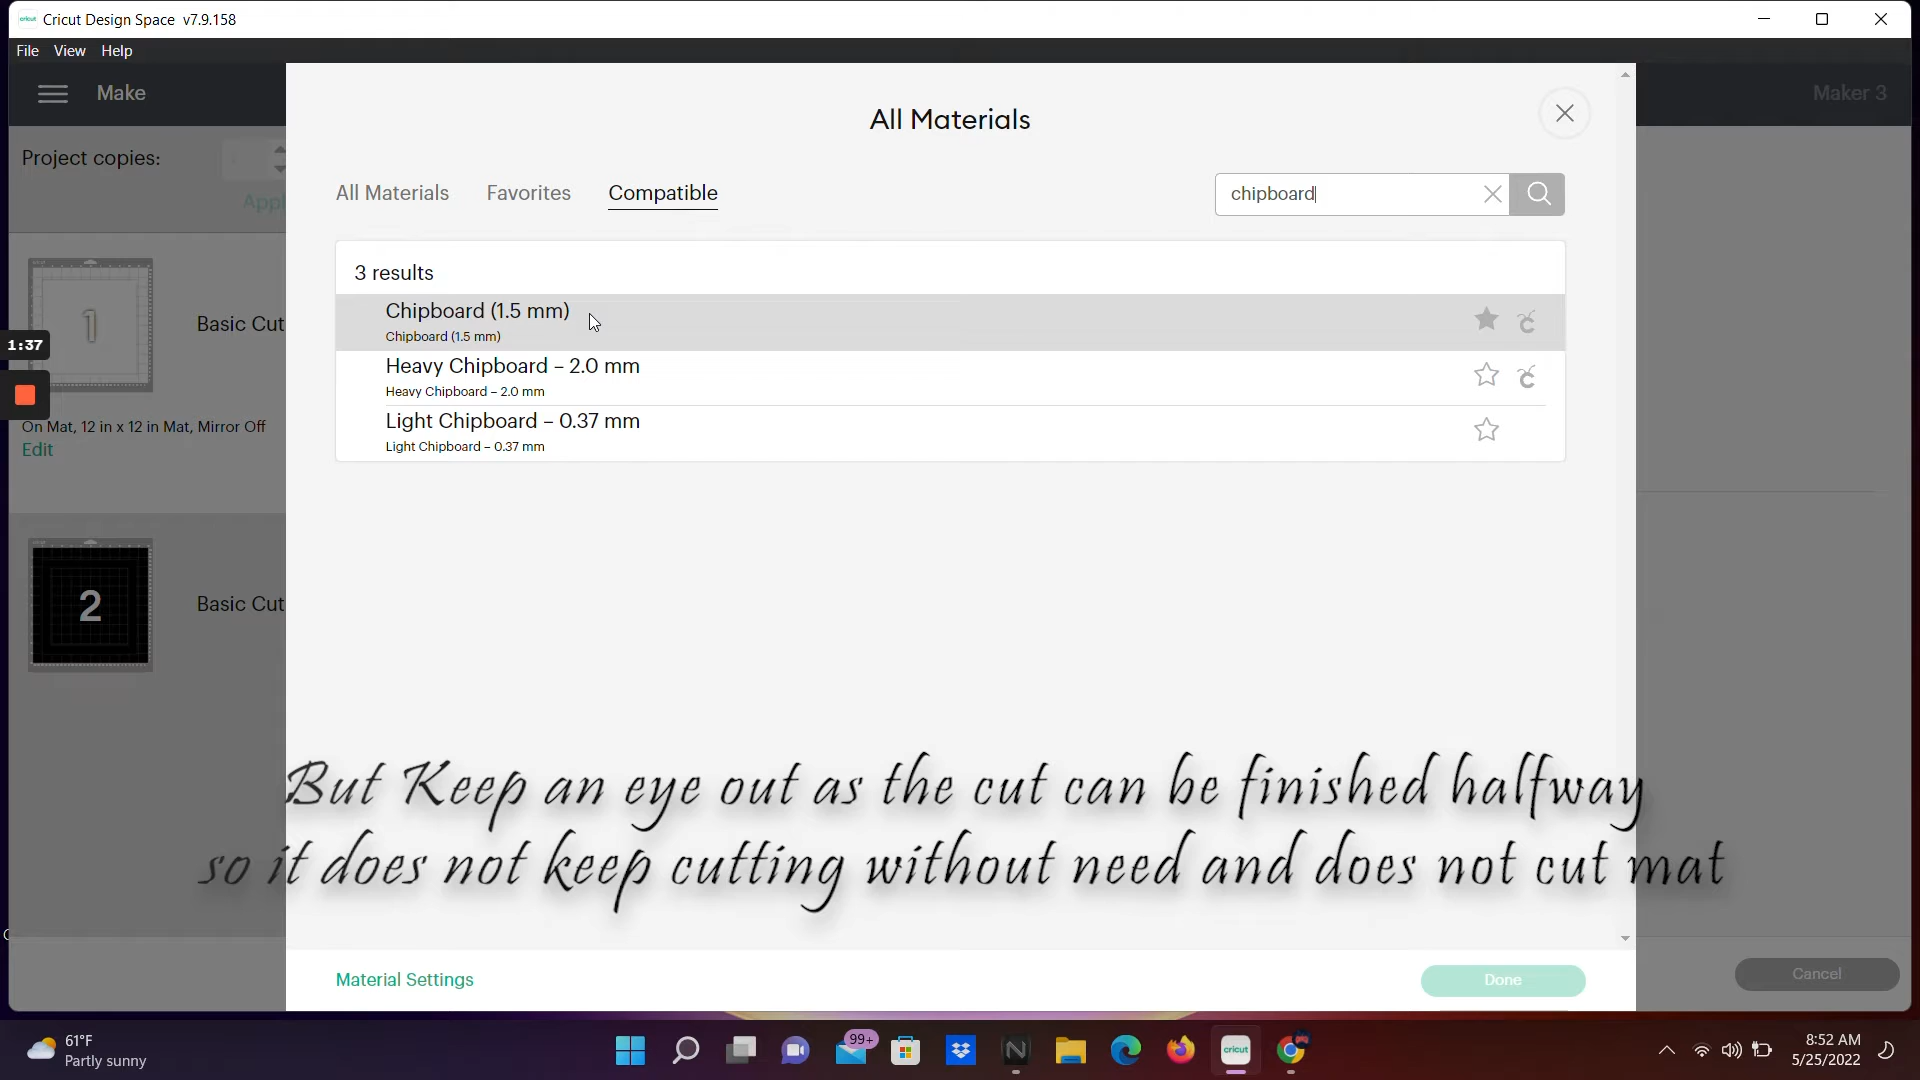 cricut Cricut Design Space v7.9.158
File View Help
Make
Maker 3
All Materials
Project copies:
All Materials Favorites Compatible
chipboard
3 results
Chipboard (1.5 mm)
Chipboard (1.5 mm)
Heavy Chipboard – 2.0 mm
Heavy Chipboard – 2.0 mm
Light Chipboard – 0.37 mm
Light Chipboard – 0.37 mm
1
Basic Cut
1:37
On Mat, 12 in x 12 in Mat, Mirror Off
Edit
2
Basic Cut
But Keep an eye out as the cut can be finished halfway
so it does not keep cutting without need and does not cut mat
Material Settings
Done
Cancel
61°F
Partly sunny
99+
cricut
8:52 AM
5/25/2022